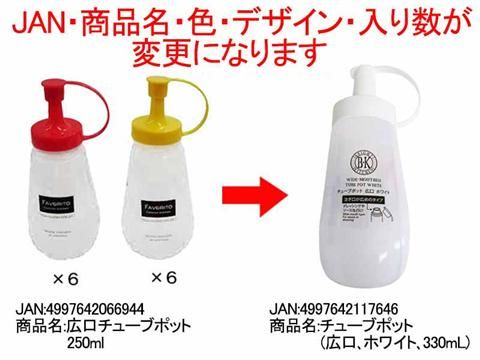 JAN・商品名・色・デザイン・入り数が
変更になります
FAVORITO
FAVORITO
×6
×6
BK
WIDE-MOUTHED
TUBE POT WHITE
チューブポット 広口 ホワイト
JAN:4997642066944
商品名:広口チューブポット
250ml
JAN:4997642117646
商品名:チューブポット
(広口、ホワイト、330mL)